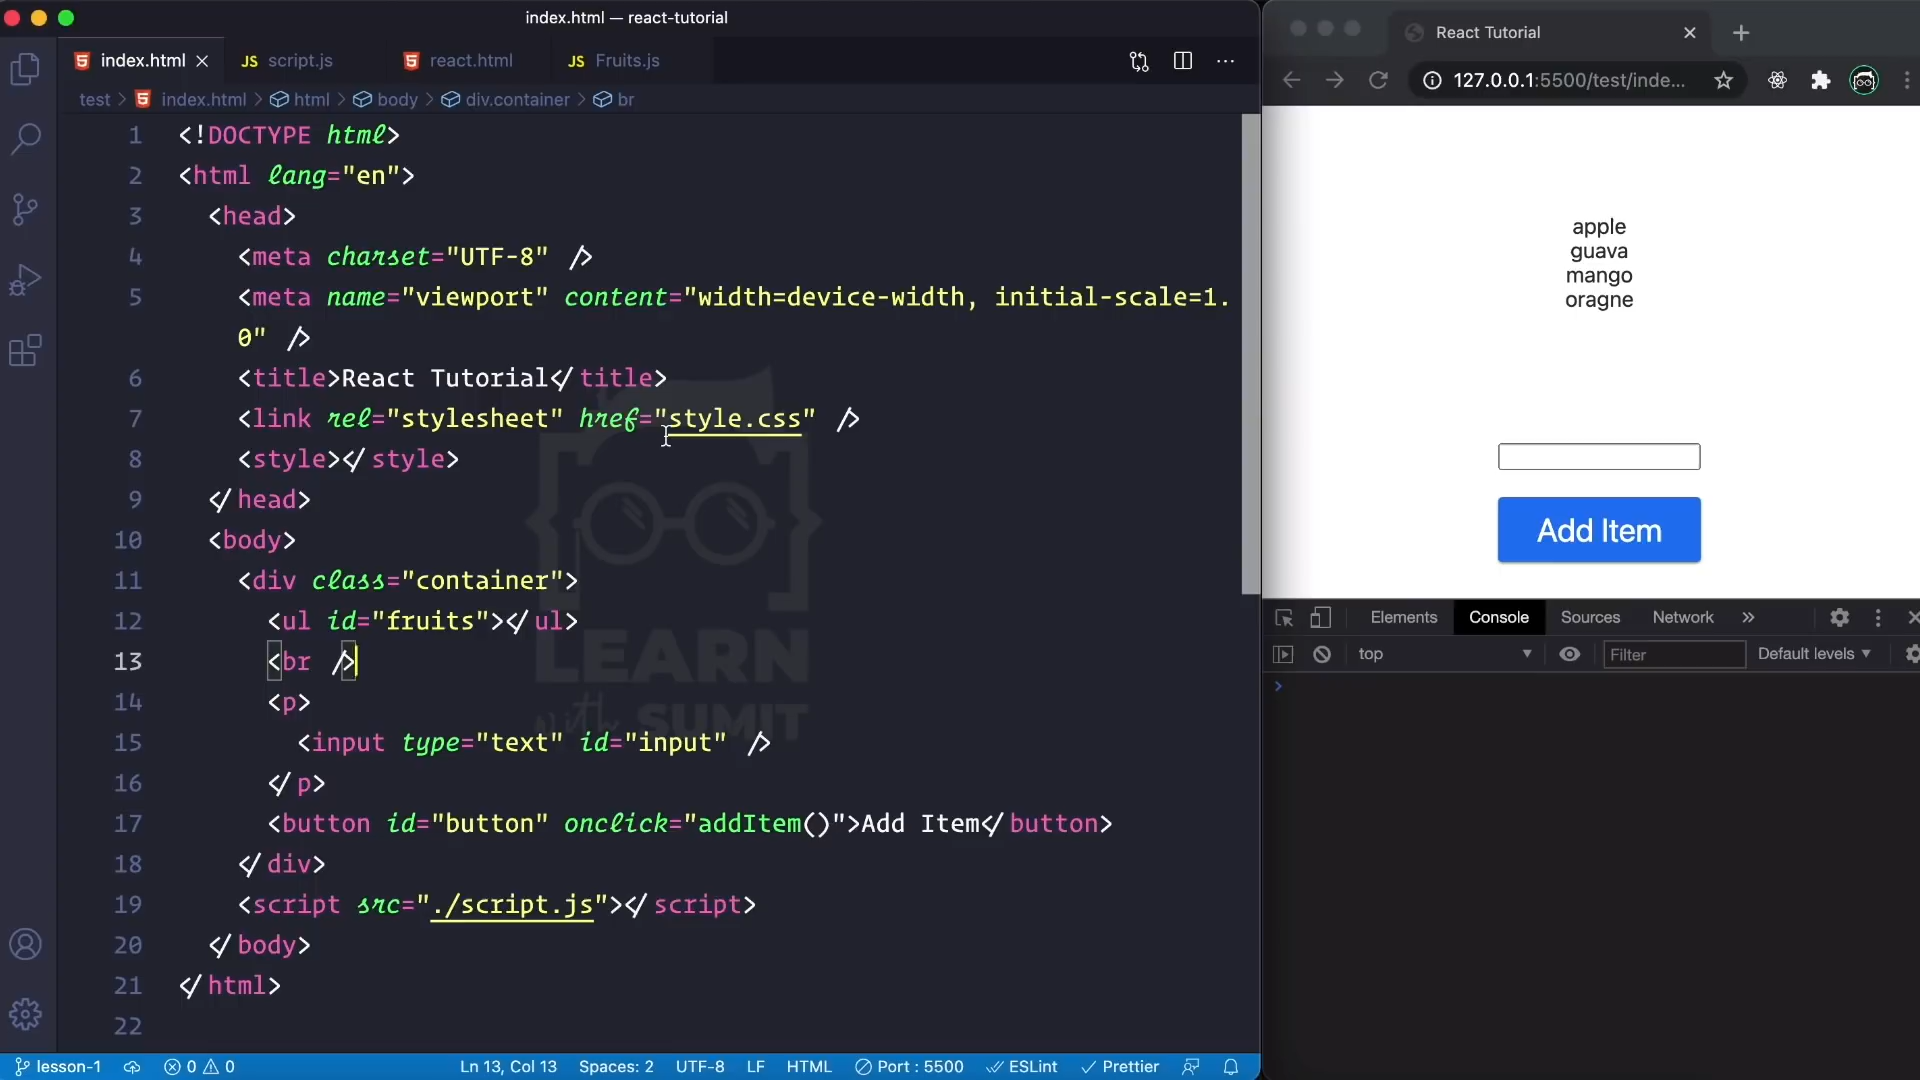 index.html — react-tutorial
index.html
JS script.js
react.html
JS Fruits.js
test > index.html > html > body > div.container > br
1 <!DOCTYPE html>
2 <html lang="en">
3 <head>
4 <meta charset="UTF-8" />
5 <meta name="viewport" content="width=device-width, initial-scale=1.
0" />
6 <title>React Tutorial</title>
7 <link rel="stylesheet" href="style.css" />
8 <style></style>
9 </head>
10 <body>
11 <div class="container">
12 <ul id="fruits"></ul>
13 <br />
14 <p>
15 <input type="text" id="input" />
16 </p>
17 <button id="button" onclick="addItem()">Add Item</button>
18 </div>
19 <script src="./script.js"></script>
20 </body>
21 </html>
22
LEARN
with SUMIT
lesson-1
0 0
Ln 13, Col 13
Spaces: 2
UTF-8
LF
HTML
Port : 5500
ESLint
Prettier
React Tutorial
127.0.0.1:5500/test/inde...
apple
guava
mango
oragne
Add Item
Elements
Console
Sources
Network
top
Filter
Default levels